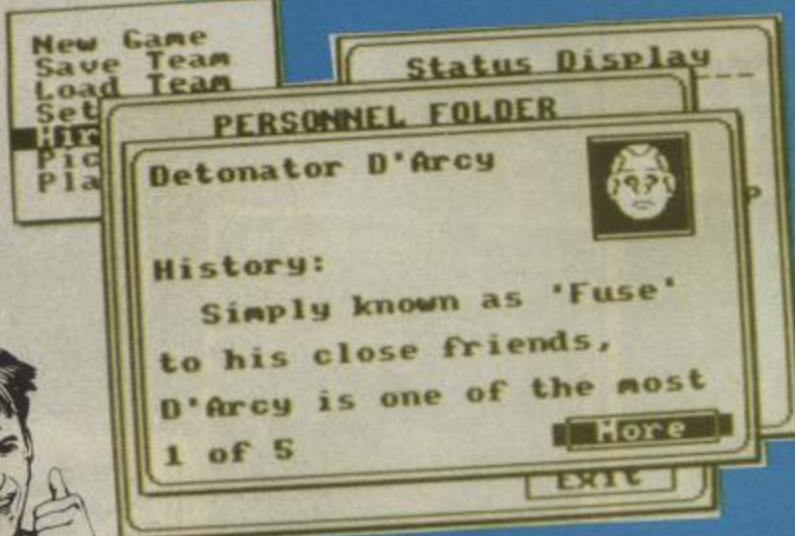 New Game
Save Team
Load Team
Set
Hir
Pic
Pla
Status Display
PERSONNEL FOLDER
Detonator D'Arcy
History:
Simply known as 'Fuse'
to his close friends,
D'Arcy is one of the most
1 of 5
More
EXIT
P